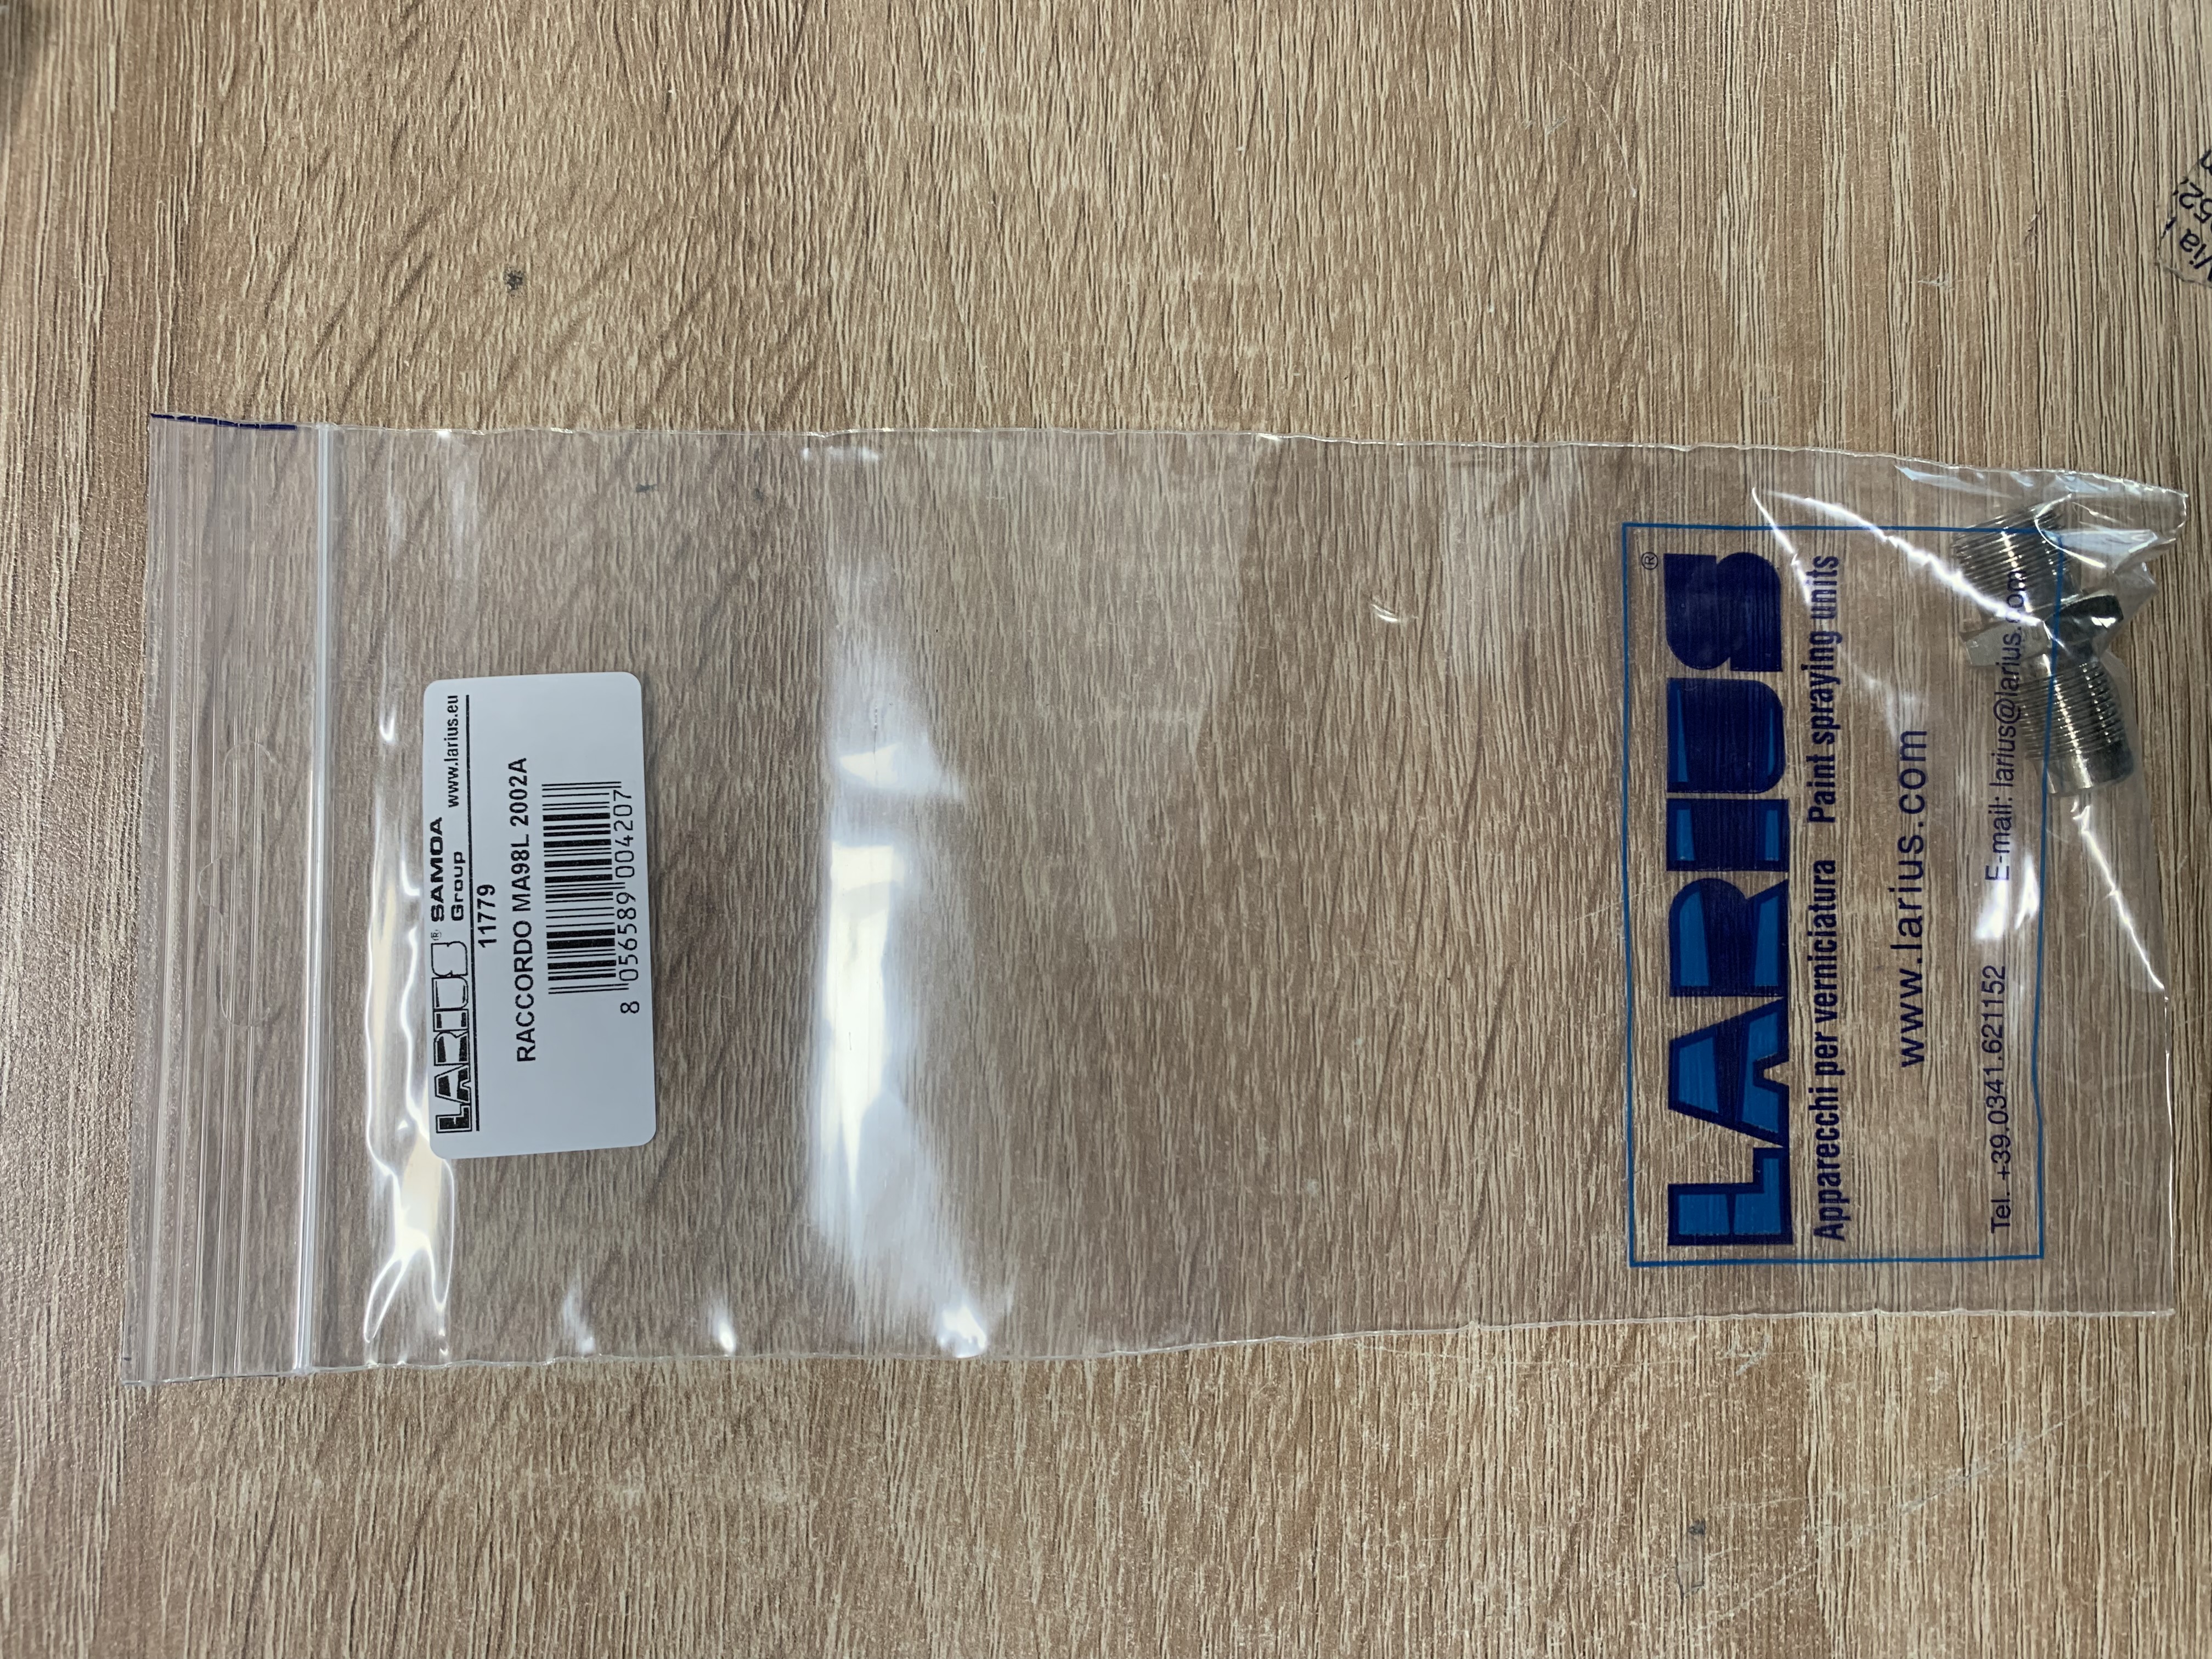 LARIUS® SAMOA Group www.larius.eu
11779
RACCORDO MA98L 2002A
8 056589 004207
LARIUS®
Apparecchi per verniciatura Paint spraying units
www.larius.com
Tel. +39.0341.621152 E-mail: larius@larius.com
Via